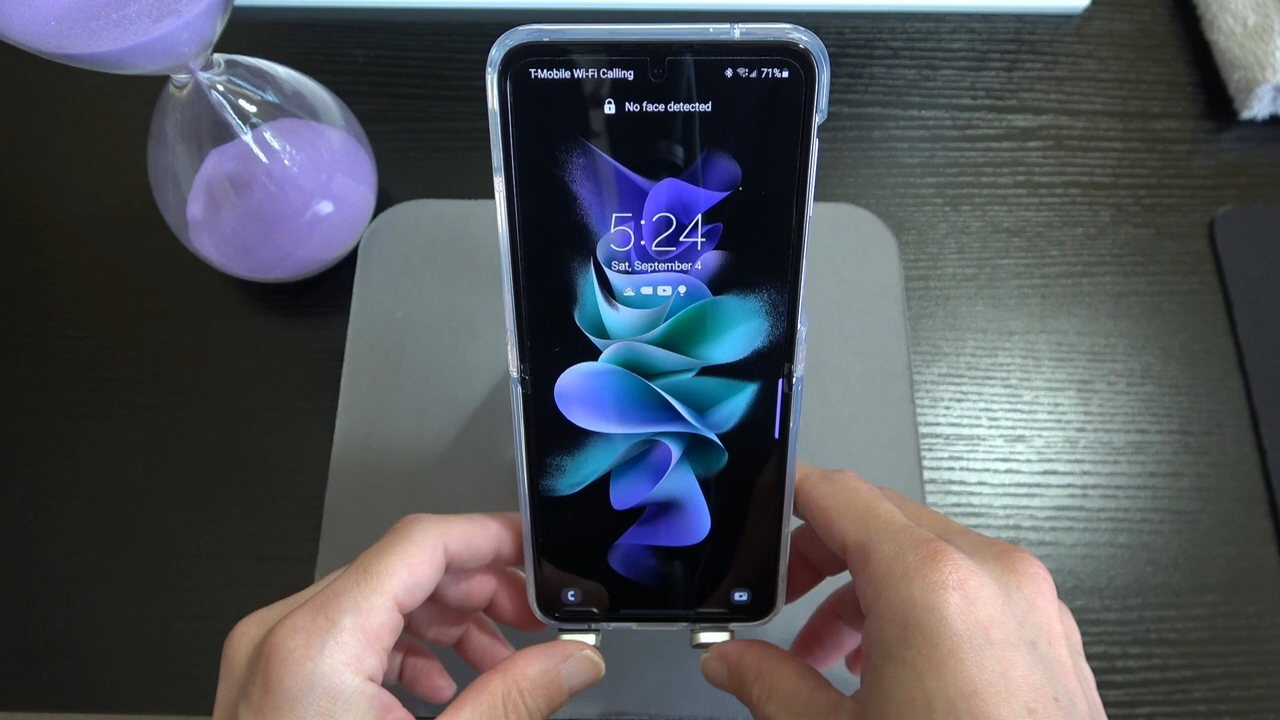 T-Mobile Wi-Fi Calling 71%
No face detected
5:24
Sat, September 4